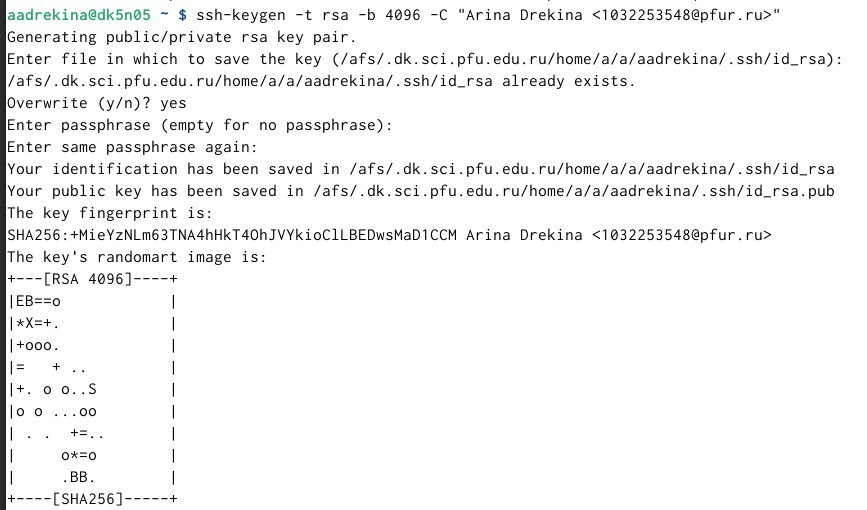 aadrekina@dk5n05 ~ $ ssh-keygen -t rsa -b 4096 -C "Arina Drekina <1032253548@pfur.ru>"
Generating public/private rsa key pair.
Enter file in which to save the key (/afs/.dk.sci.pfu.edu.ru/home/a/a/aadrekina/.ssh/id_rsa):
/afs/.dk.sci.pfu.edu.ru/home/a/a/aadrekina/.ssh/id_rsa already exists.
Overwrite (y/n)? yes
Enter passphrase (empty for no passphrase):
Enter same passphrase again:
Your identification has been saved in /afs/.dk.sci.pfu.edu.ru/home/a/a/aadrekina/.ssh/id_rsa
Your public key has been saved in /afs/.dk.sci.pfu.edu.ru/home/a/a/aadrekina/.ssh/id_rsa.pub
The key fingerprint is:
SHA256:+MieYzNLm63TNA4hHkT4OhJVYkioClLBEDwsMaD1CCM Arina Drekina <1032253548@pfur.ru>
The key's randomart image is:
+---[RSA 4096]----+
|EB==o            |
|*X=+.            |
|+ooo.            |
|=   + ..         |
|+. o o..S        |
|o o ...oo        |
| . .  +=..       |
|     o*=o        |
|     .BB.        |
+----[SHA256]-----+